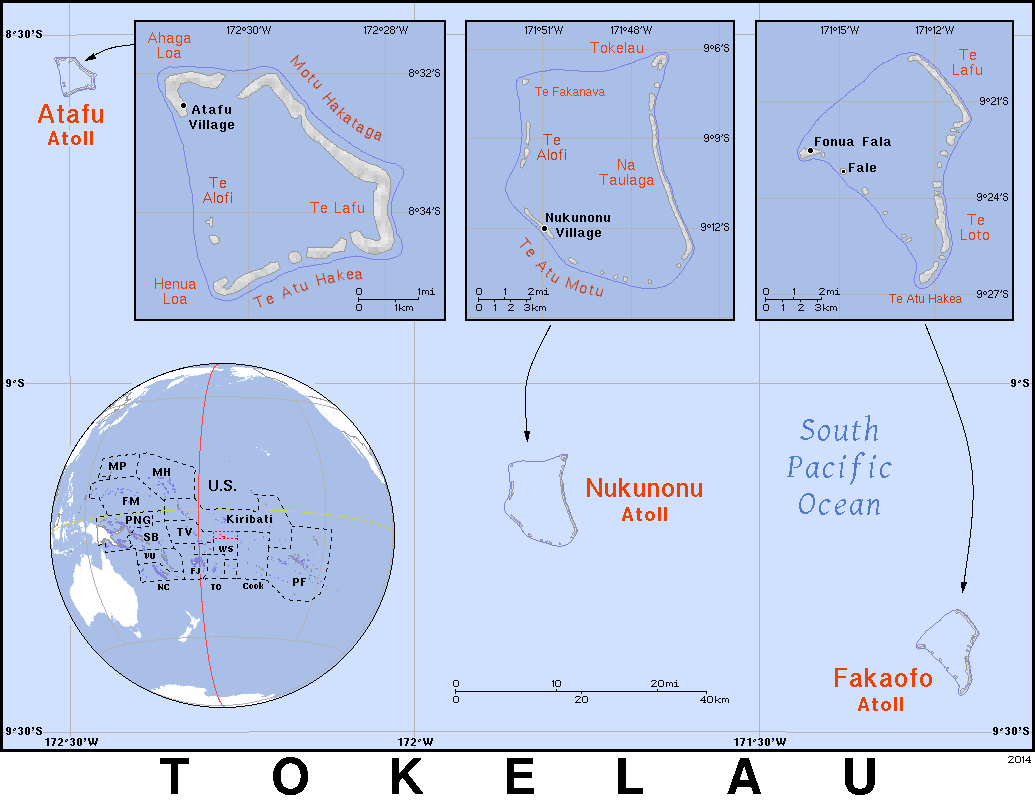 8°30'S
Atafu
Atoll
172°30'W
172°28'W
Ahaga
Loa
8°32'S
Motu Hakataga
Atafu
Village
Te
Alofi
Te Lafu
8°34'S
Henua
Loa
Te Atu Hakea
0 1mi
0 1km
171°51'W
171°48'W
Tokelau
9°6'S
Te Fakanava
Te
Alofi
9°9'S
Na
Taulaga
Nukunonu
Village
9°12'S
Te Atu Motu
0 1 2mi
0 1 2 3km
171°15'W
171°12'W
Te
Lafu
9°21'S
Fonua Fala
Fale
9°24'S
Te
Loto
9°27'S
Te Atu Hakea
0 1 2mi
0 1 2 3km
9°S
9°S
MP
MH
U.S.
FM
PNG
Kiribati
SB
TV
WS
VU
FJ
PF
NC
TO
Cook
South
Pacific
Ocean
Nukunonu
Atoll
Fakaofo
Atoll
0 10 20mi
0 20 40km
9°30'S
9°30'S
172°30'W
172°W
171°30'W
TOKELAU
2014